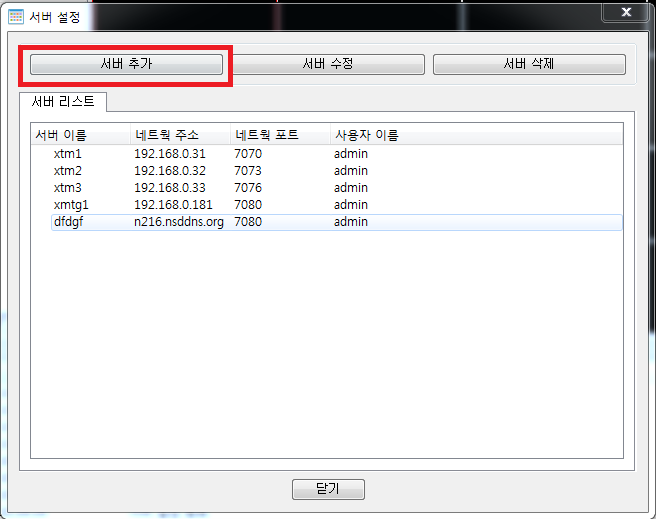 서버 설정
서버 추가 서버 수정 서버 삭제
서버 리스트
서버 이름 네트웍 주소 네트웍 포트 사용자 이름
xtm1 192.168.0.31 7070 admin
xtm2 192.168.0.32 7073 admin
xtm3 192.168.0.33 7076 admin
xmtg1 192.168.0.181 7080 admin
dfdgf n216.nsddns.org 7080 admin
닫기